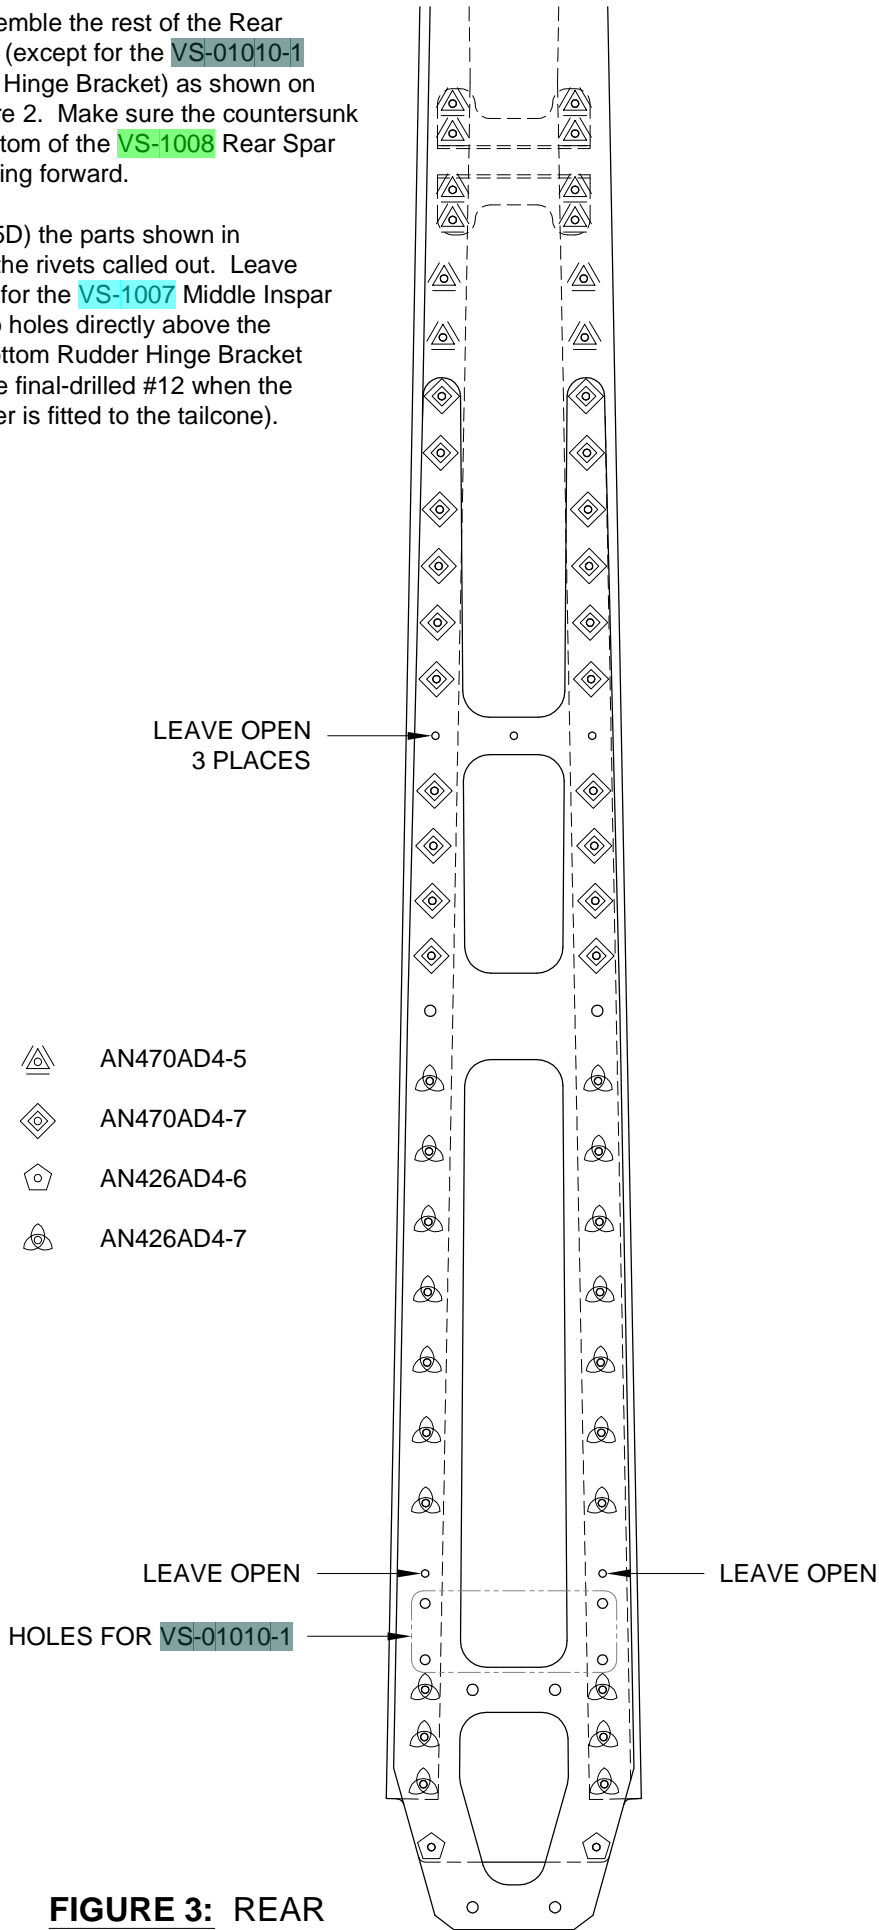 emble the rest of the Rear
(except for the VS-01010-1
Hinge Bracket) as shown on
re 2. Make sure the countersunk
ttom of the VS-1008 Rear Spar
ing forward.
5D) the parts shown in
the rivets called out. Leave
for the VS-1007 Middle Inspar
o holes directly above the
ottom Rudder Hinge Bracket
e final-drilled #12 when the
er is fitted to the tailcone).
LEAVE OPEN
3 PLACES
AN470AD4-5
AN470AD4-7
AN426AD4-6
AN426AD4-7
LEAVE OPEN
LEAVE OPEN
HOLES FOR VS-01010-1
FIGURE 3: REAR